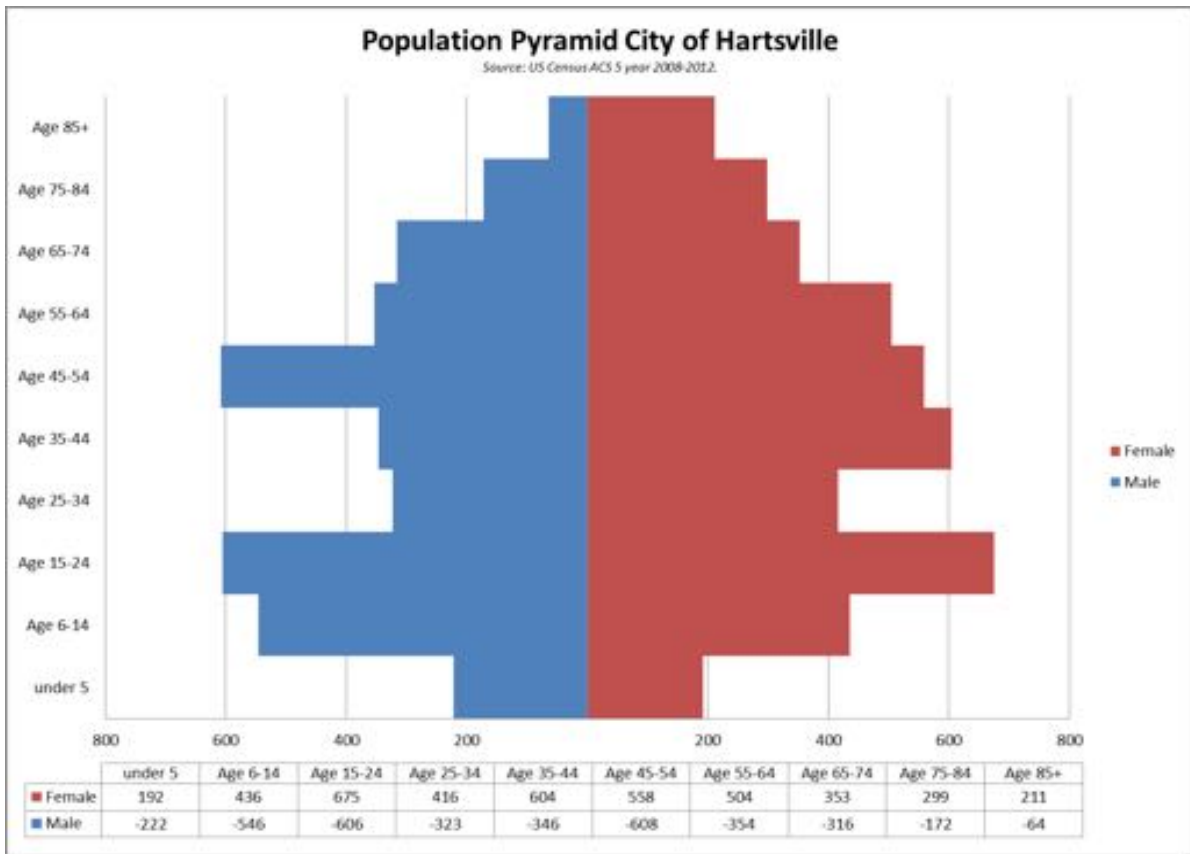 Population Pyramid City of Hartsville
Source: US Census ACS 5 year 2008-2012.
Age 85+
Age 75-84
Age 65-74
Age 55-64
Age 45-54
Age 35-44
Age 25-34
Age 15-24
Age 6-14
under 5
Female
Male
800 600 400 200 200 400 600 800
under 5 Age 6-14 Age 15-24 Age 25-34 Age 35-44 Age 45-54 Age 55-64 Age 65-74 Age 75-84 Age 85+
Female 192 436 675 416 604 558 504 353 299 211
Male -222 -546 -606 -323 -346 -608 -354 -316 -172 -64